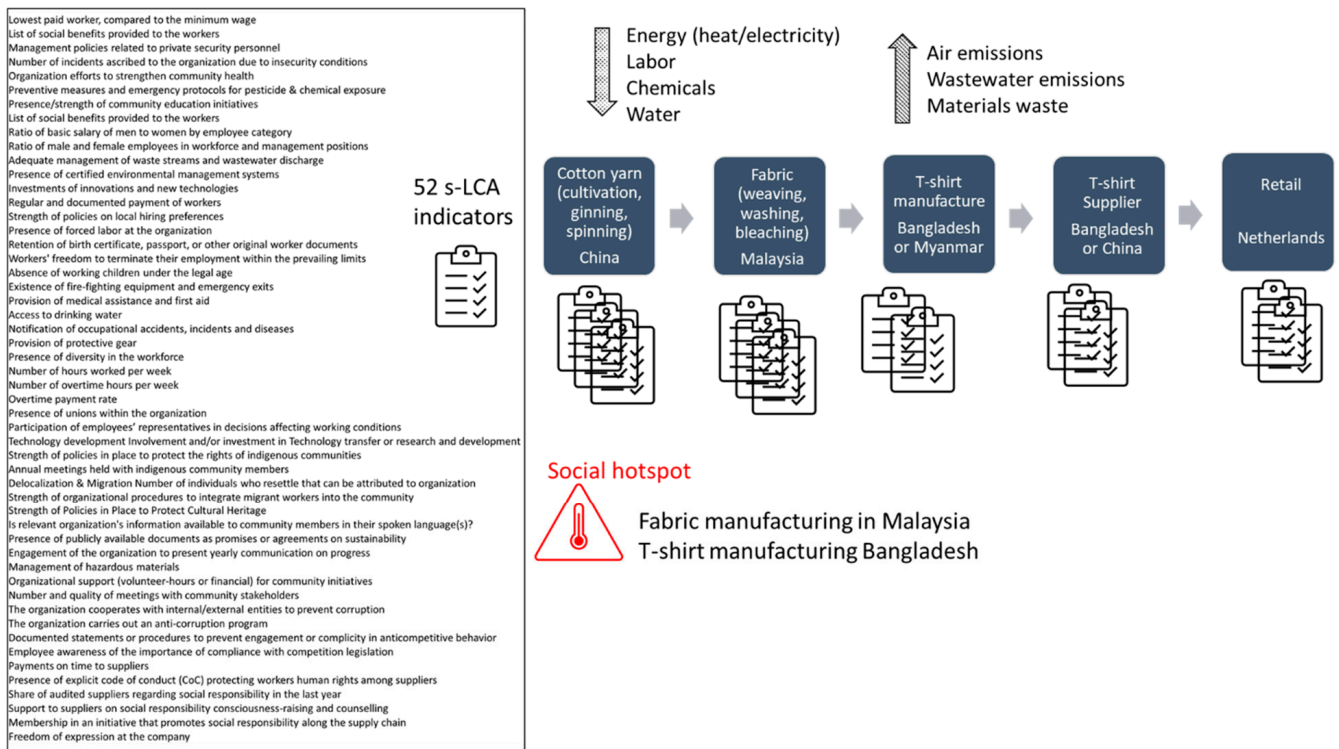 Lowest paid worker, compared to the minimum wage
List of social benefits provided to the workers
Management policies related to private security personnel
Number of incidents ascribed to the organization due to insecurity conditions
Organization efforts to strengthen community health
Preventive measures and emergency protocols for pesticide & chemical exposure
Presence/strength of community education initiatives
List of social benefits provided to the workers
Ratio of basic salary of men to women by employee category
Ratio of male and female employees in workforce and management positions
Adequate management of waste streams and wastewater discharge
Presence of certified environmental management systems
Investments of innovations and new technologies
Regular and documented payment of workers
Strength of policies on local hiring preferences
Presence of forced labor at the organization
Retention of birth certificate, passport, or other original worker documents
Workers' freedom to terminate their employment within the prevailing limits
Absence of working children under the legal age
Existence of fire-fighting equipment and emergency exits
Provision of medical assistance and first aid
Access to drinking water
Notification of occupational accidents, incidents and diseases
Provision of protective gear
Presence of diversity in the workforce
Number of hours worked per week
Number of overtime hours per week
Overtime payment rate
Presence of unions within the organization
Participation of employees' representatives in decisions affecting working conditions
Technology development Involvement and/or investment in Technology transfer or research and development
Strength of policies in place to protect the rights of indigenous communities
Annual meetings held with indigenous community members
Delocalization & Migration Number of individuals who resettle that can be attributed to organization
Strength of organizational procedures to integrate migrant workers into the community
Strength of Policies in Place to Protect Cultural Heritage
Is relevant organization's information available to community members in their spoken language(s)?
Presence of publicly available documents as promises or agreements on sustainability
Engagement of the organization to present yearly communication on progress
Management of hazardous materials
Organizational support (volunteer-hours or financial) for community initiatives
Number and quality of meetings with community stakeholders
The organization cooperates with internal/external entities to prevent corruption
The organization carries out an anti-corruption program
Documented statements or procedures to prevent engagement or complicity in anticompetitive behavior
Employee awareness of the importance of compliance with competition legislation
Payments on time to suppliers
Presence of explicit code of conduct (CoC) protecting workers human rights among suppliers
Share of audited suppliers regarding social responsibility in the last year
Support to suppliers on social responsibility consciousness-raising and counselling
Membership in an initiative that promotes social responsibility along the supply chain
Freedom of expression at the company
52 s-LCA
indicators
Energy (heat/electricity)
Labor
Chemicals
Water
Air emissions
Wastewater emissions
Materials waste
Cotton yarn
(cultivation,
ginning,
spinning)
China
Fabric
(weaving,
washing,
bleaching)
Malaysia
T-shirt
manufacture
Bangladesh
or Myanmar
T-shirt
Supplier
Bangladesh
or China
Retail
Netherlands
Social hotspot
Fabric manufacturing in Malaysia
T-shirt manufacturing Bangladesh